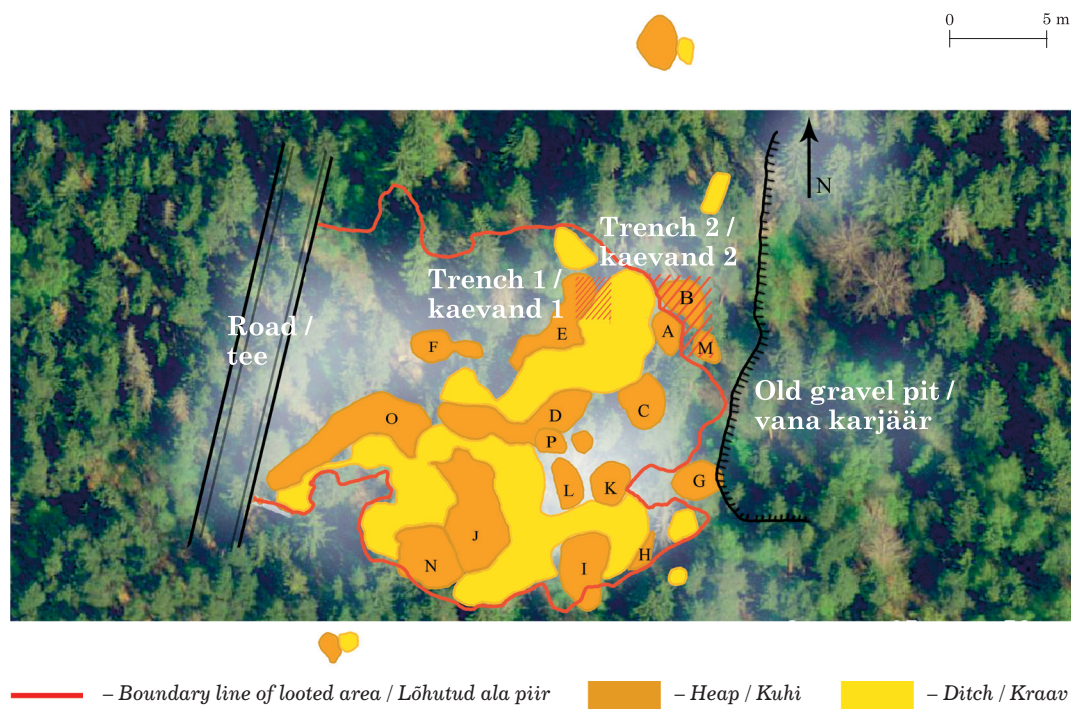 0 5 m
N
Trench 2 /
kaevand 2
Trench 1 /
kaevand 1
B
A
M
E
F
Road /
tee
Old gravel pit /
vana karjäär
C
O
D
P
L
K
G
J
N
I
H
– Boundary line of looted area / Lõhutud ala piir
– Heap / Kuhi
– Ditch / Kraav